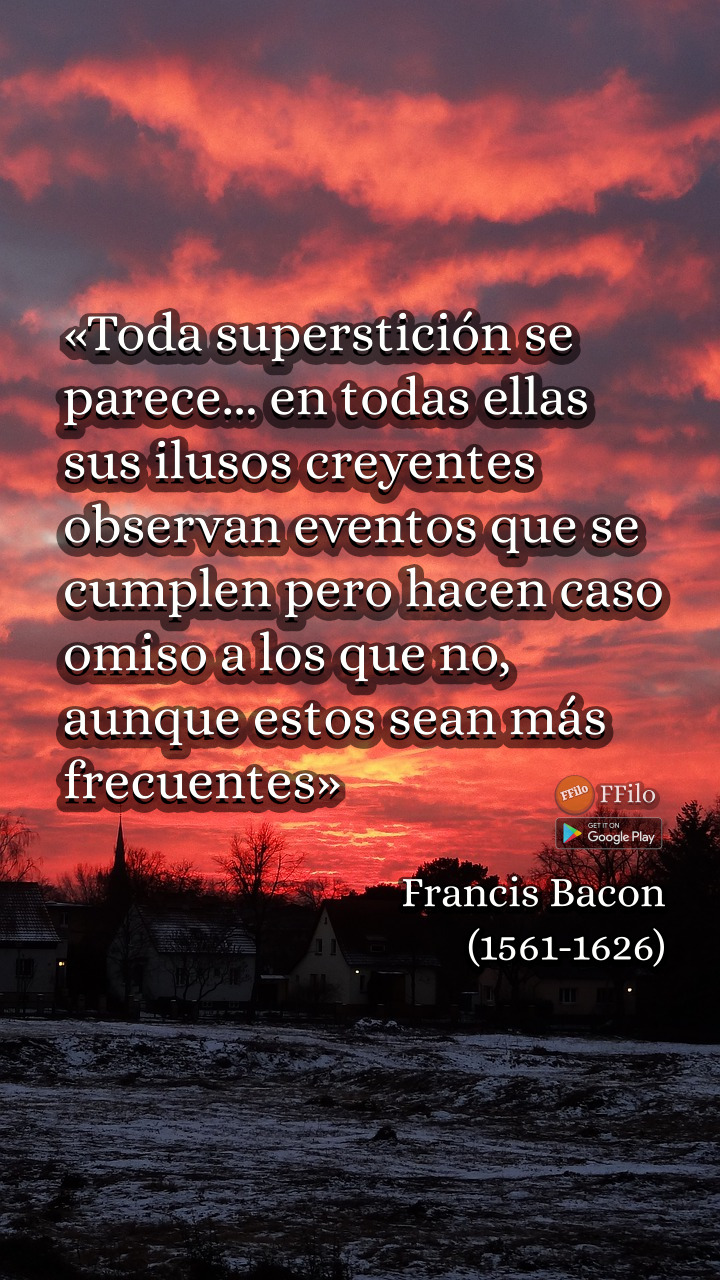 «Toda superstición se
parece... en todas ellas
sus ilusos creyentes
observan eventos que se
cumplen pero hacen caso
omiso a los que no,
aunque estos sean más
frecuentes»
FFilo FFilo
GET IT ON
Google Play
Francis Bacon
(1561-1626)